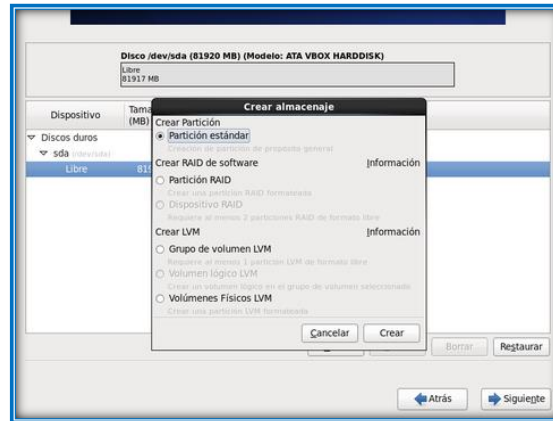 Disco /dev/sda (81920 MB) (Modelo: ATA VBOX HARDDISK)
Libre
81917 MB
Dispositivo
Tama
(MB)
Discos duros
sda (/dev/sda)
Libre 819
Crear almacenaje
Crear Partición
Partición estándar
Creación de partición de propósito general
Crear RAID de software Información
Partición RAID
Crear una partición RAID formateada
Dispositivo RAID
Requiere al menos 2 particiones RAID de formato libre
Crear LVM Información
Grupo de volumen LVM
Requiere al menos 1 partición LVM de formato libre
Volumen lógico LVM
Crear un volumen lógico en el grupo de volumen seleccionado
Volúmenes Físicos LVM
Crear una partición LVM formateada
Cancelar Crear
Borrar Restaurar
Atrás Siguiente